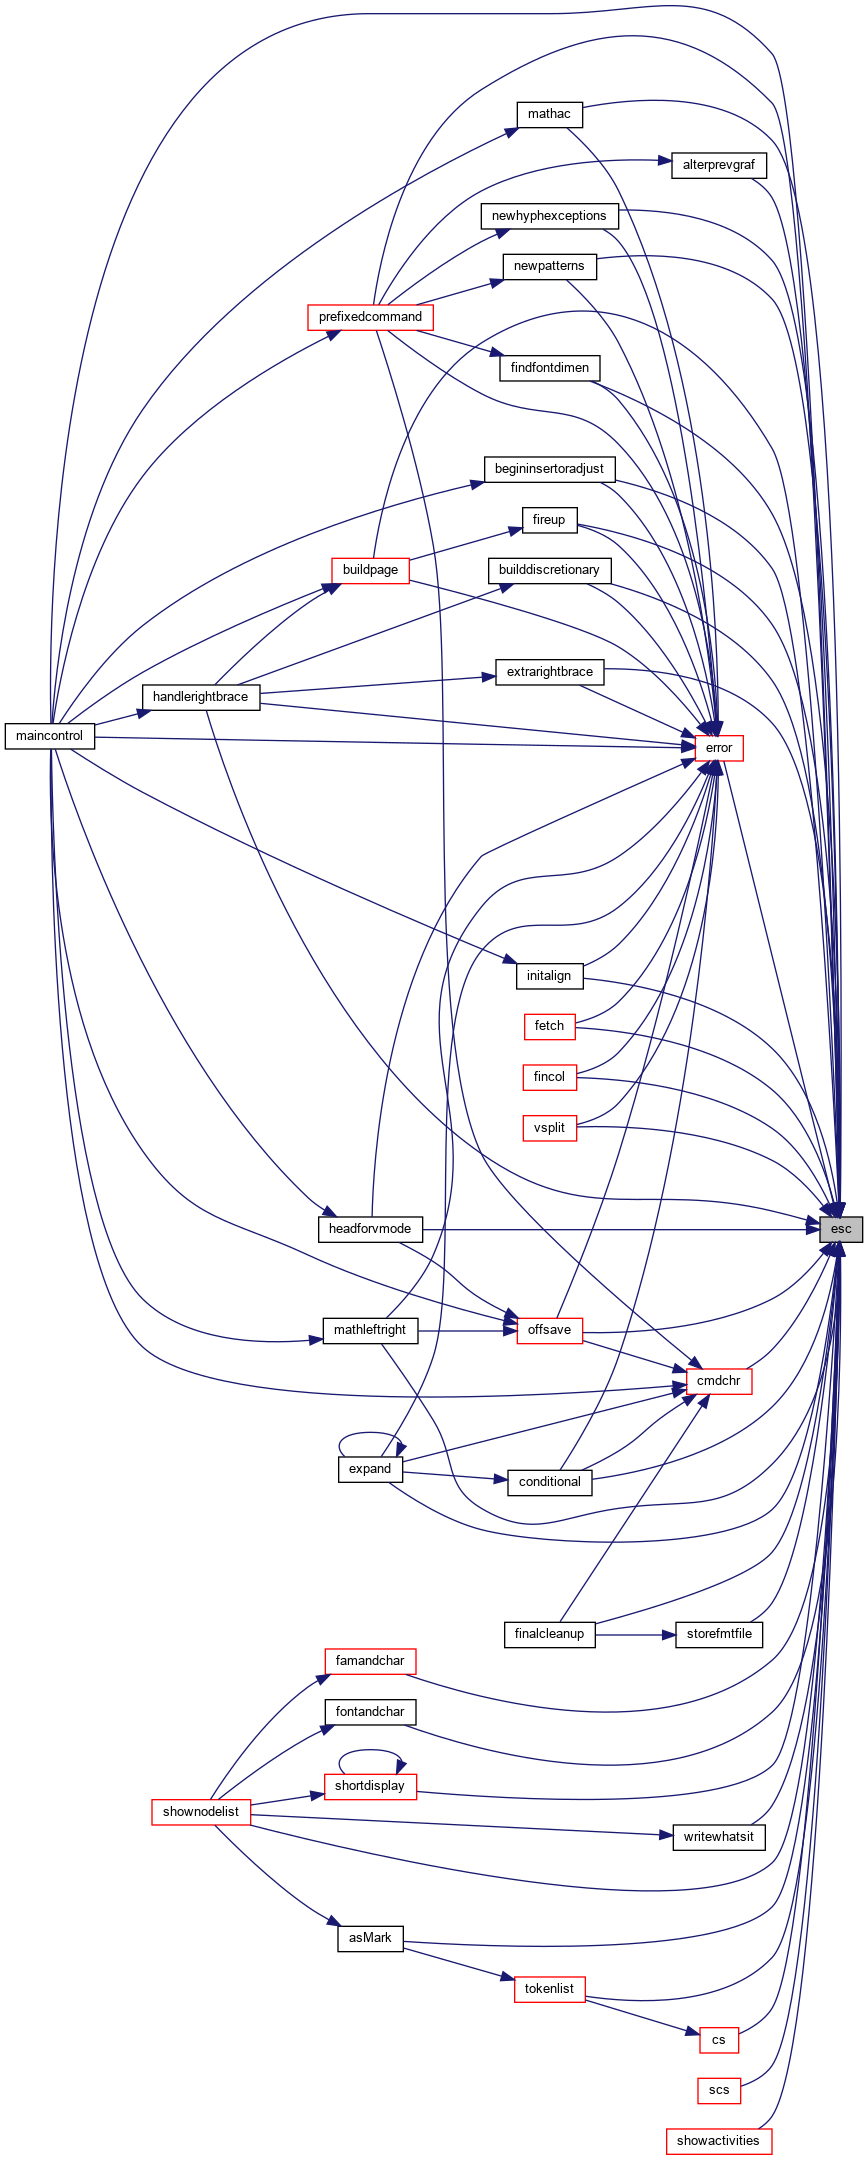 mathac
alterprevgraf
newhyphexceptions
newpatterns
prefixedcommand
findfontdimen
begininsertoradjust
fireup
buildpage
builddiscretionary
extrarightbrace
handlerightbrace
maincontrol
error
initalign
fetch
fincol
vsplit
headforvmode
esc
mathleftright
offsave
cmdchr
expand
conditional
finalcleanup
storefmtfile
famandchar
fontandchar
shortdisplay
shownodelist
writewhatsit
asMark
tokenlist
cs
scs
showactivities